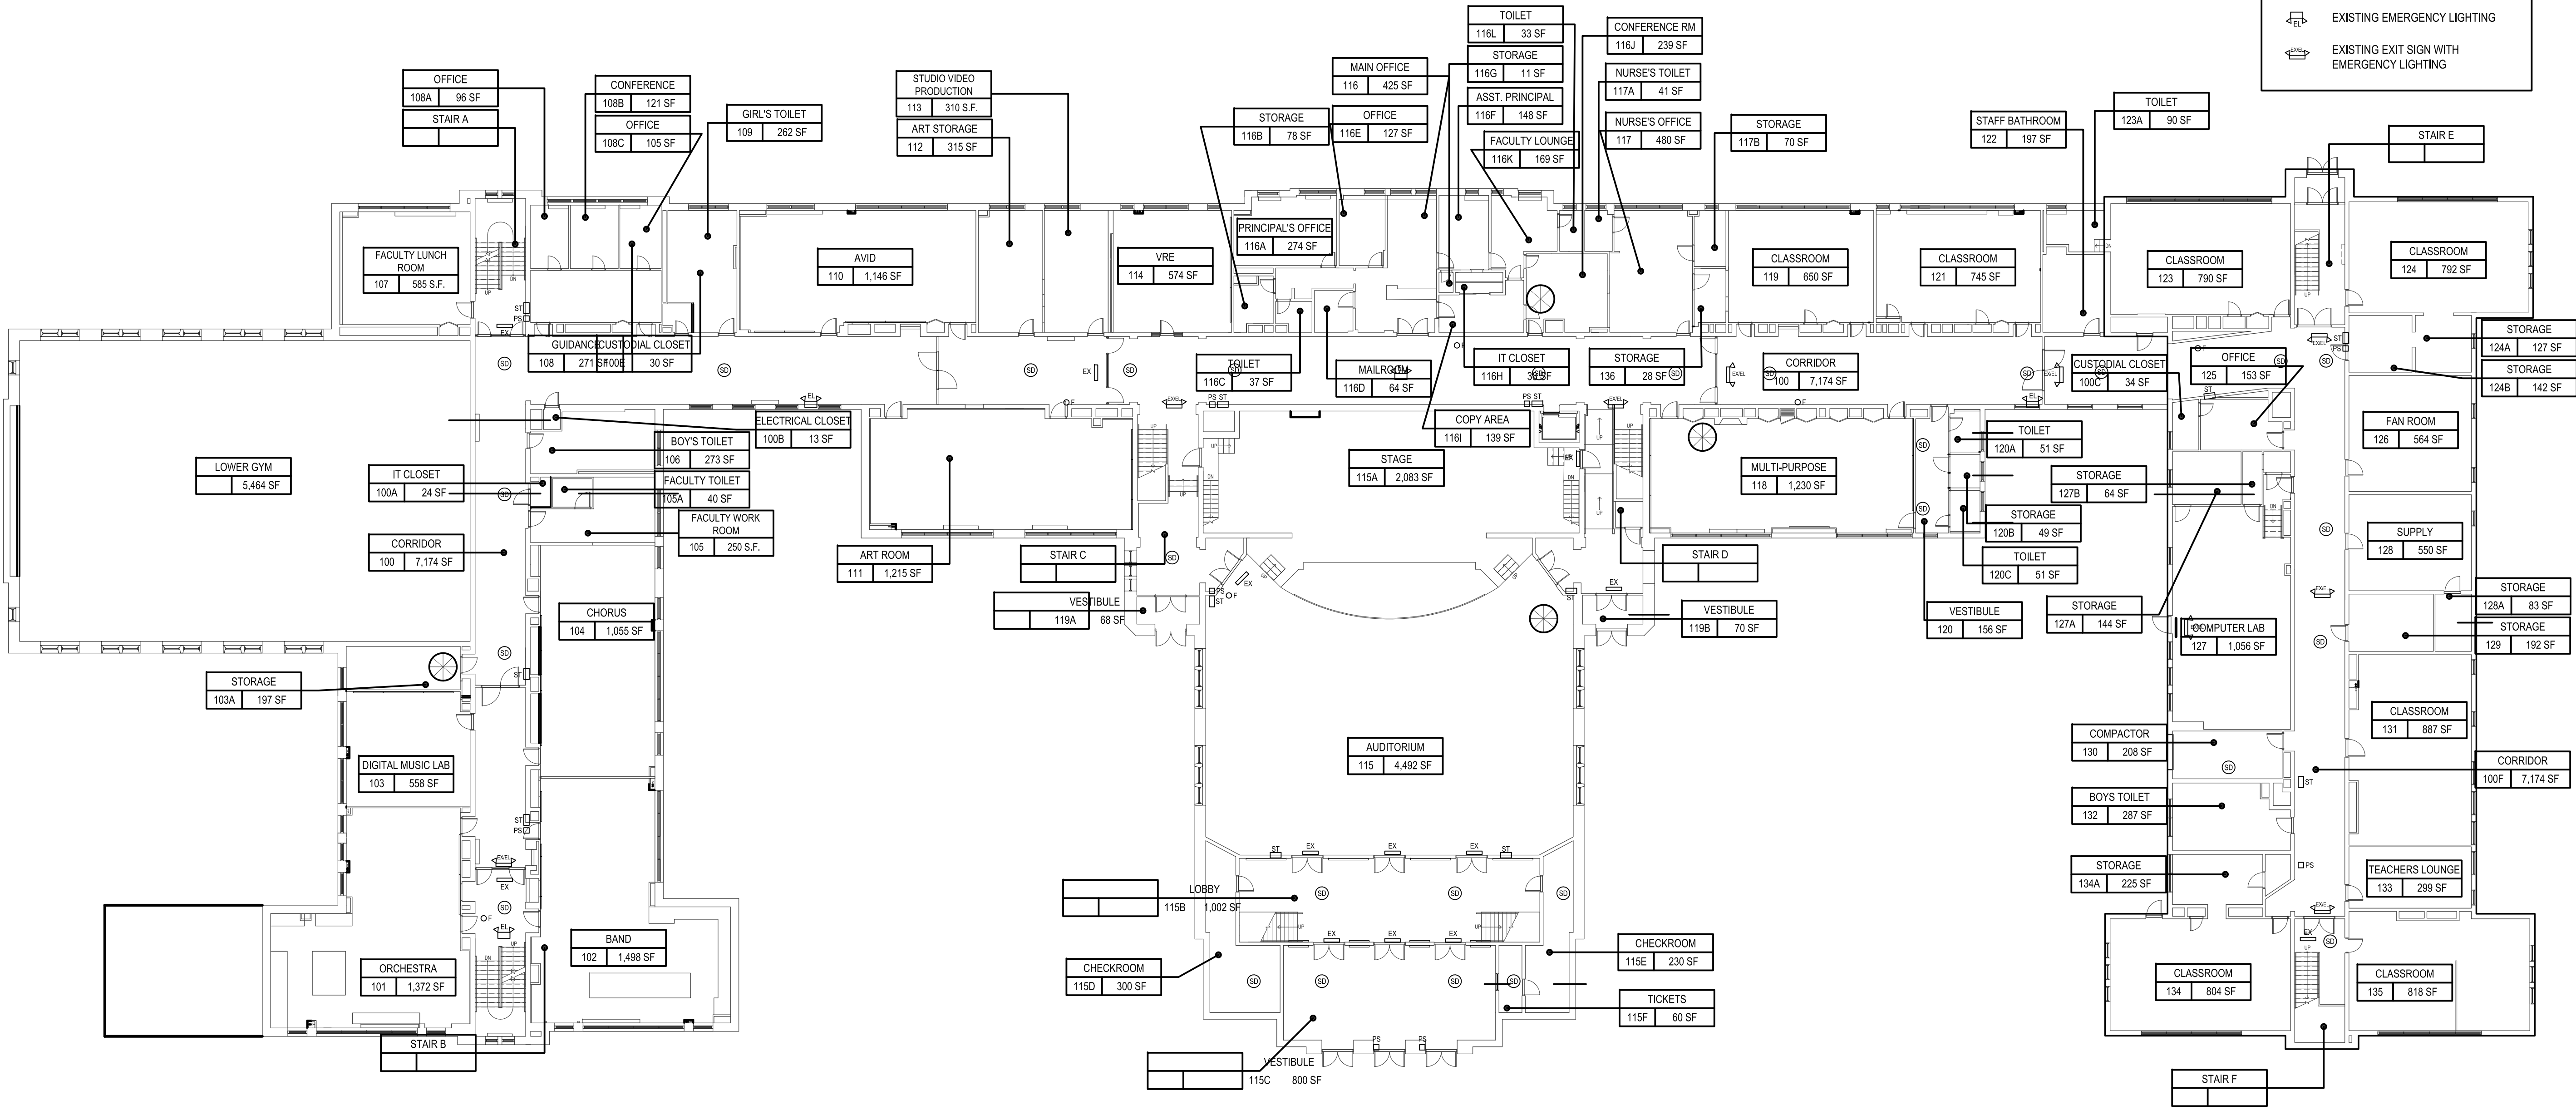 EL
EXISTING EMERGENCY LIGHTING
EX/EL
EXISTING EXIT SIGN WITH
EMERGENCY LIGHTING
OFFICE
108A 96 SF
STAIR A
CONFERENCE
108B 121 SF
OFFICE
108C 105 SF
GIRL'S TOILET
109 262 SF
STUDIO VIDEO
PRODUCTION
113 310 S.F.
ART STORAGE
112 315 SF
STORAGE
116B 78 SF
MAIN OFFICE
116 425 SF
OFFICE
116E 127 SF
TOILET
116L 33 SF
STORAGE
116G 11 SF
ASST. PRINCIPAL
116F 148 SF
FACULTY LOUNGE
116K 169 SF
CONFERENCE RM
116J 239 SF
NURSE'S TOILET
117A 41 SF
NURSE'S OFFICE
117 480 SF
STORAGE
117B 70 SF
STAFF BATHROOM
122 197 SF
TOILET
123A 90 SF
STAIR E
FACULTY LUNCH
ROOM
107 585 S.F.
AVID
110 1,146 SF
VRE
114 574 SF
PRINCIPAL'S OFFICE
116A 274 SF
CLASSROOM
119 650 SF
CLASSROOM
121 745 SF
CLASSROOM
123 790 SF
CLASSROOM
124 792 SF
GUIDANCE
108 271 SF
CUSTODIAL CLOSET
100E 30 SF
TOILET
116C 37 SF
MAILROOM
116D 64 SF
IT CLOSET
116H
STORAGE
136 28 SF
CORRIDOR
100 7,174 SF
CUSTODIAL CLOSET
100C 34 SF
OFFICE
125 153 SF
STORAGE
124A 127 SF
STORAGE
124B 142 SF
LOWER GYM
5,464 SF
IT CLOSET
100A 24 SF
CORRIDOR
100 7,174 SF
ELECTRICAL CLOSET
100B 13 SF
BOY'S TOILET
106 273 SF
FACULTY TOILET
105A 40 SF
FACULTY WORK
ROOM
105 250 S.F.
ART ROOM
111 1,215 SF
STAIR C
COPY AREA
116I 139 SF
STAGE
115A 2,083 SF
MULTI-PURPOSE
118 1,230 SF
STAIR D
TOILET
120A 51 SF
STORAGE
127B 64 SF
STORAGE
120B 49 SF
TOILET
120C 51 SF
FAN ROOM
126 564 SF
SUPPLY
128 550 SF
STORAGE
128A 83 SF
STORAGE
129 192 SF
CHORUS
104 1,055 SF
VESTIBULE
119A 68 SF
VESTIBULE
119B 70 SF
VESTIBULE
120 156 SF
STORAGE
127A 144 SF
COMPUTER LAB
127 1,056 SF
STORAGE
103A 197 SF
DIGITAL MUSIC LAB
103 558 SF
AUDITORIUM
115 4,492 SF
CLASSROOM
131 887 SF
COMPACTOR
130 208 SF
CORRIDOR
100F 7,174 SF
BOYS TOILET
132 287 SF
STORAGE
134A 225 SF
TEACHERS LOUNGE
133 299 SF
LOBBY
115B 1,002 SF
BAND
102 1,498 SF
ORCHESTRA
101 1,372 SF
CHECKROOM
115D 300 SF
CHECKROOM
115E 230 SF
TICKETS
115F 60 SF
CLASSROOM
134 804 SF
CLASSROOM
135 818 SF
STAIR B
VESTIBULE
115C 800 SF
STAIR F